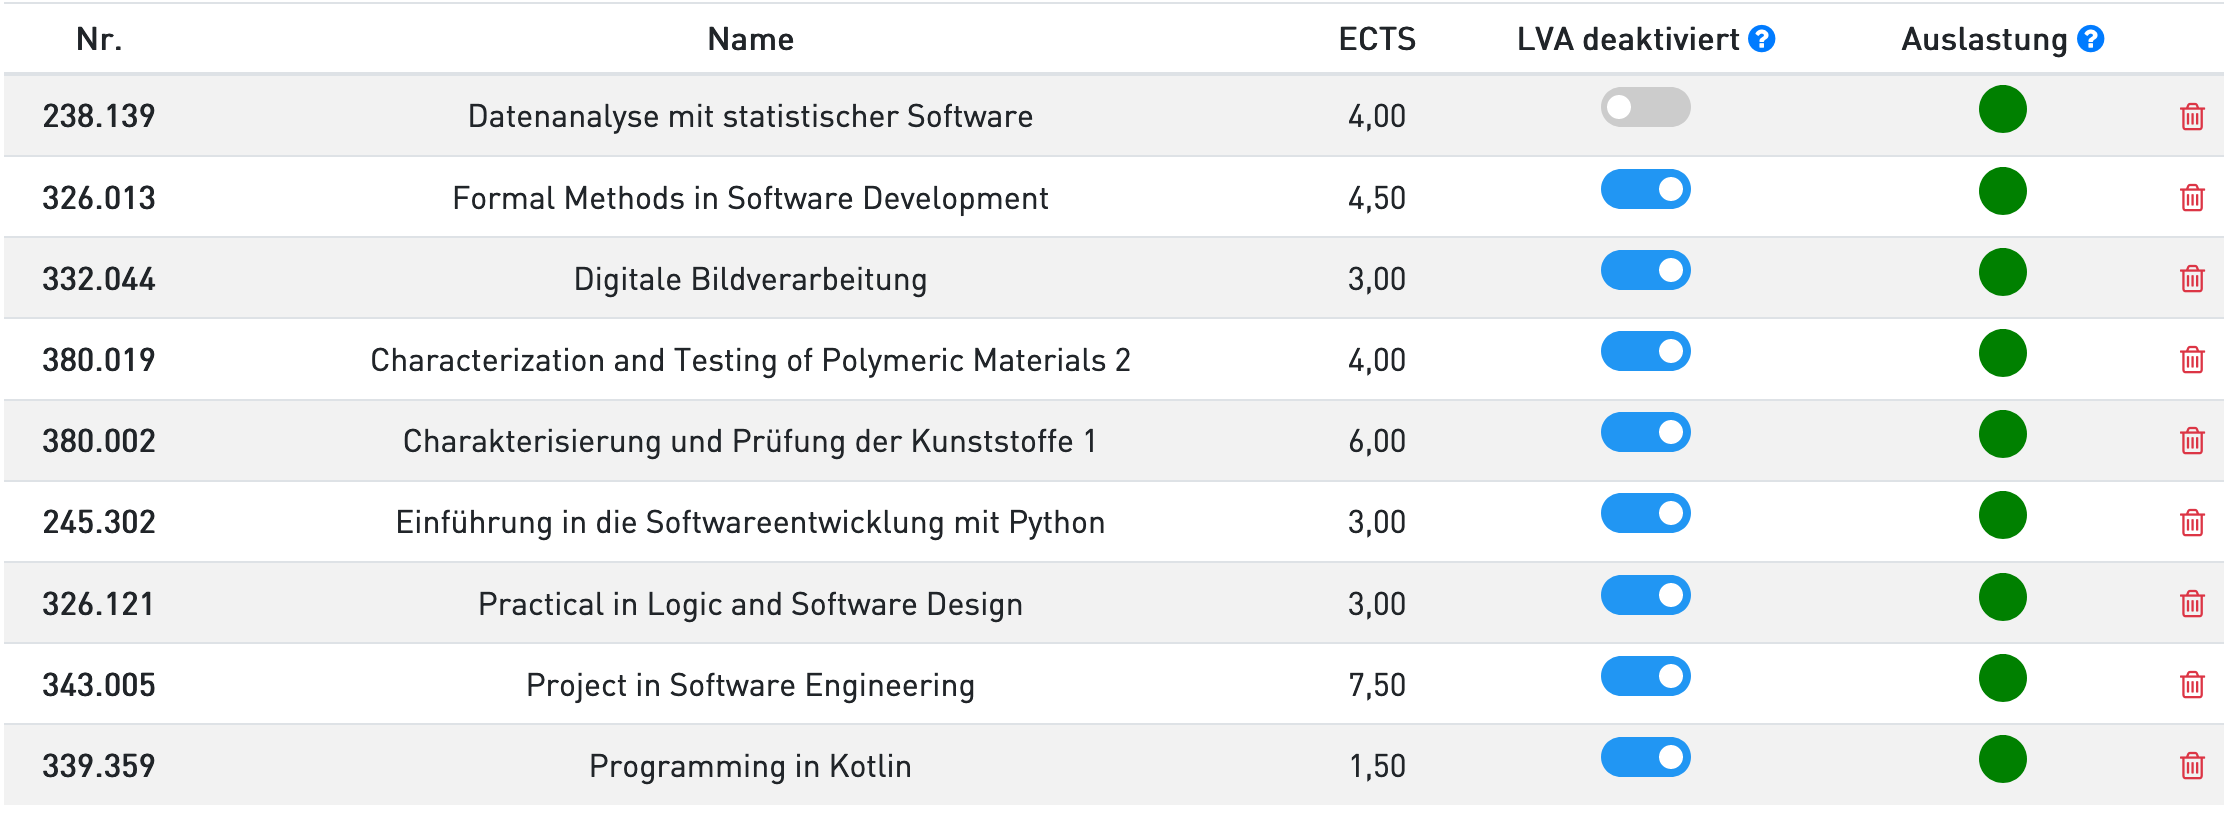 Nr. Name ECTS LVA deaktiviert ? Auslastung ?
238.139 Datenanalyse mit statistischer Software 4,00
326.013 Formal Methods in Software Development 4,50
332.044 Digitale Bildverarbeitung 3,00
380.019 Characterization and Testing of Polymeric Materials 2 4,00
380.002 Charakterisierung und Prüfung der Kunststoffe 1 6,00
245.302 Einführung in die Softwareentwicklung mit Python 3,00
326.121 Practical in Logic and Software Design 3,00
343.005 Project in Software Engineering 7,50
339.359 Programming in Kotlin 1,50